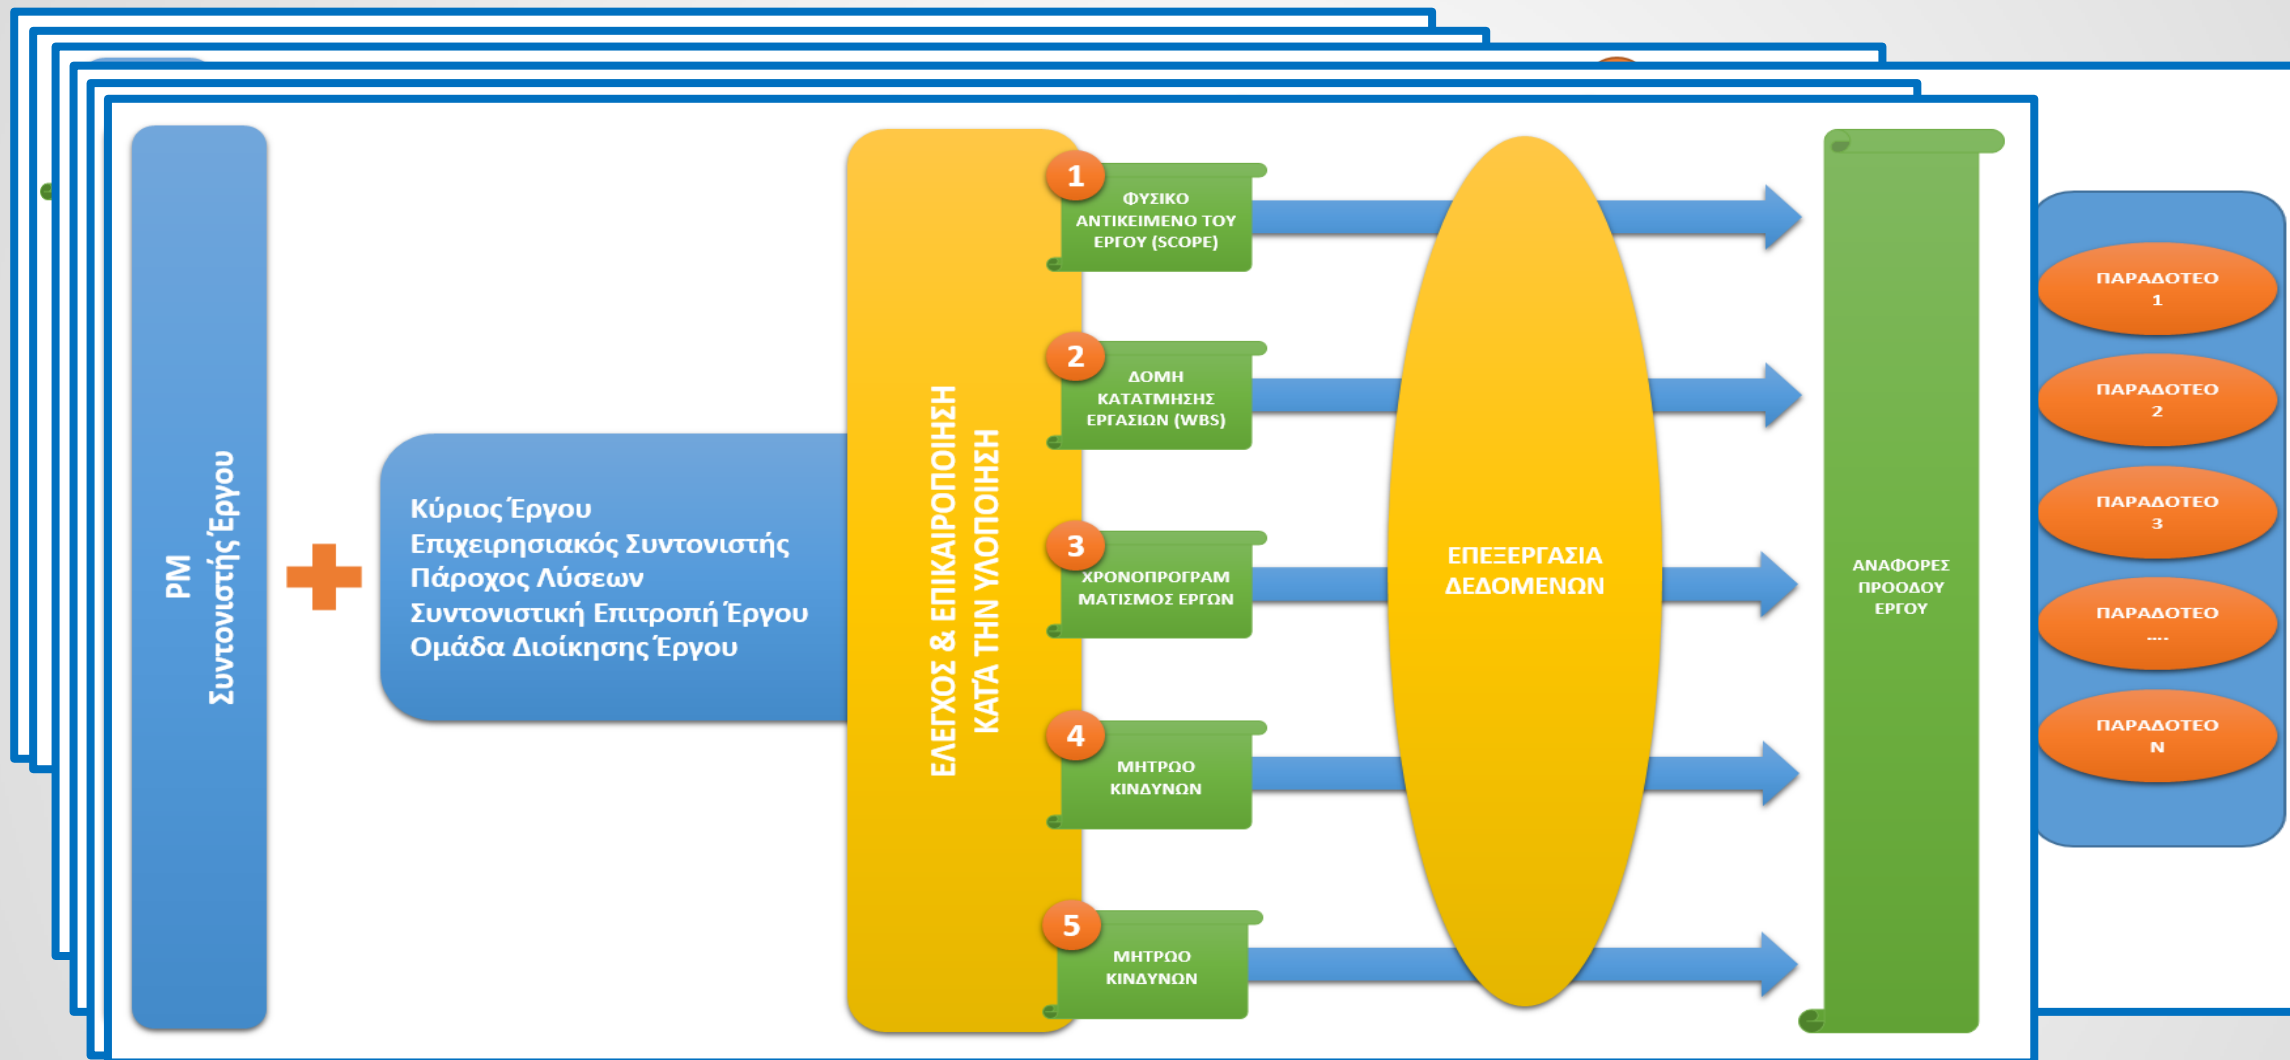 PM
Συντονιστής Έργου
Κύριος Έργου
Επιχειρησιακός Συντονιστής
Πάροχος Λύσεων
Συντονιστική Επιτροπή Έργου
Ομάδα Διοίκησης Έργου
ΕΛΕΓΧΟΣ & ΕΠΙΚΑΙΡΟΠΟΙΗΣΗ
ΚΑΤΆ ΤΗΝ ΥΛΟΠΟΙΗΣΗ
1
ΦΥΣΙΚΟ
ΑΝΤΙΚΕΙΜΕΝΟ ΤΟΥ
ΕΡΓΟΥ (SCOPE)
2
ΔΟΜΗ
ΚΑΤΑΤΜΗΣΗΣ
ΕΡΓΑΣΙΩΝ (WBS)
3
ΧΡΟΝΟΠΡΟΓΡΑΜ
ΜΑΤΙΣΜΟΣ ΕΡΓΩΝ
4
ΜΗΤΡΩΟ
ΚΙΝΔΥΝΩΝ
5
ΜΗΤΡΩΟ
ΚΙΝΔΥΝΩΝ
ΕΠΕΞΕΡΓΑΣΙΑ
ΔΕΔΟΜΕΝΩΝ
ΑΝΑΦΟΡΕΣ
ΠΡΟΟΔΟΥ
ΕΡΓΟΥ
ΠΑΡΑΔΟΤΕΟ
1
ΠΑΡΑΔΟΤΕΟ
2
ΠΑΡΑΔΟΤΕΟ
3
ΠΑΡΑΔΟΤΕΟ
....
ΠΑΡΑΔΟΤΕΟ
Ν